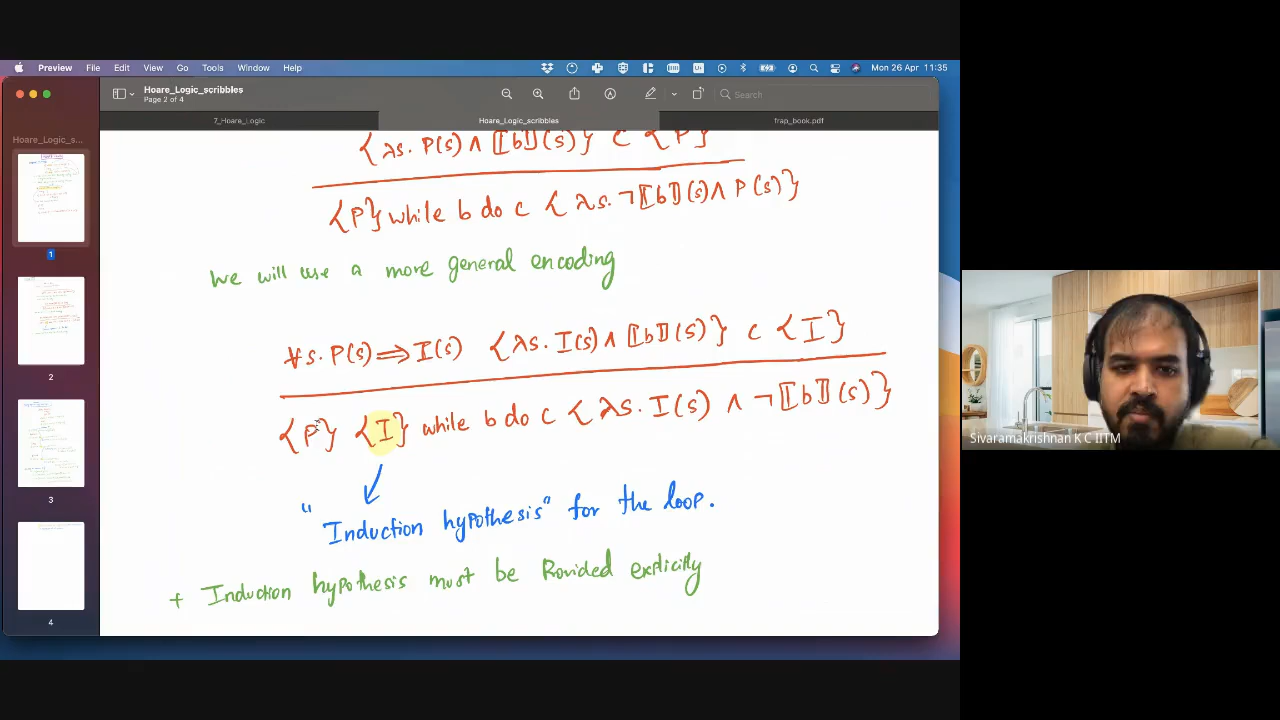 Preview File Edit View Go Tools Window Help Mon 26 Apr 11:35
Hoare_Logic_scribbles
Page 2 of 4
Search
7_Hoare_Logic Hoare_Logic_scribbles frap_book.pdf
Hoare_Logic_s...
1
2
3
4
{λs. P(s) ∧ ⟦b⟧(s)} c {P}
{P} while b do c {λs. ¬⟦b⟧(s) ∧ P(s)}
We will use a more general encoding
∀s. P(s) ⟹ I(s) {λs. I(s) ∧ ⟦b⟧(s)} c {I}
{P} {I} while b do c {λs. I(s) ∧ ¬⟦b⟧(s)}
"Induction hypothesis" for the loop.
+ Induction hypothesis must be Provided explicitly
Sivaramakrishnan K C IITM